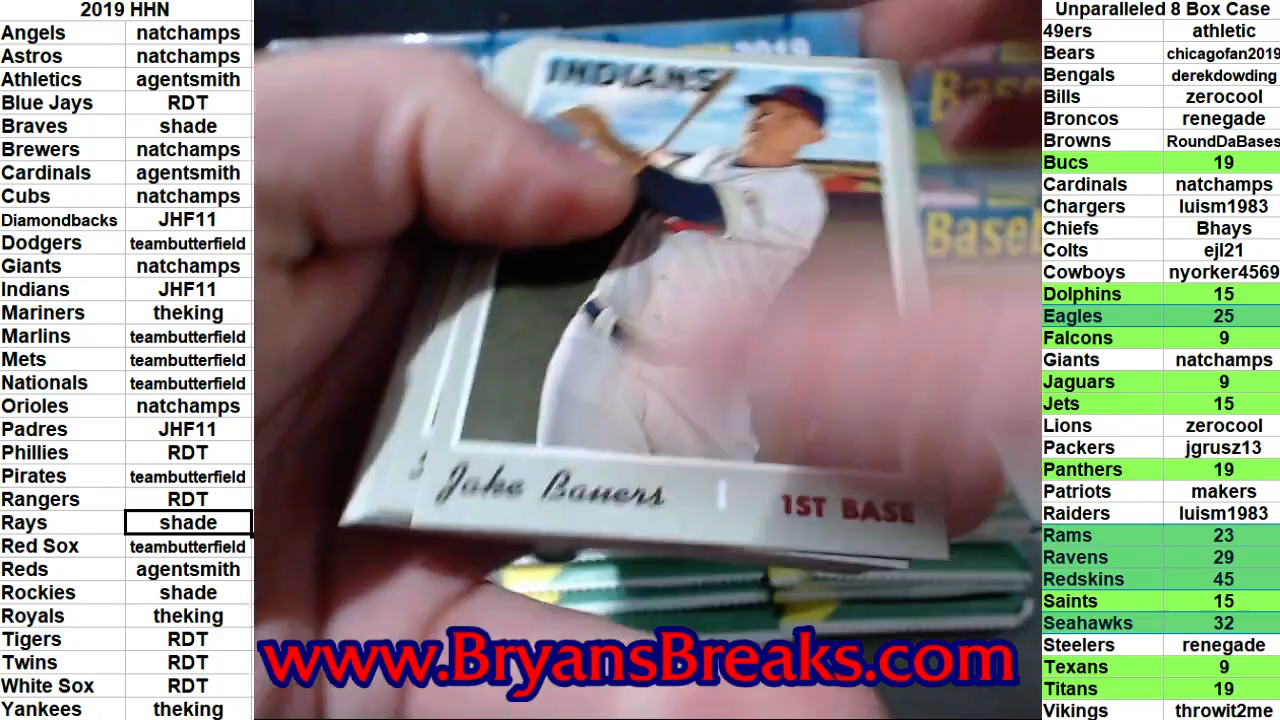 2019 HHN
Angels natchamps
Astros natchamps
Athletics agentsmith
Blue Jays RDT
Braves shade
Brewers natchamps
Cardinals agentsmith
Cubs natchamps
Diamondbacks JHF11
Dodgers teambutterfield
Giants natchamps
Indians JHF11
Mariners theking
Marlins teambutterfield
Mets teambutterfield
Nationals teambutterfield
Orioles natchamps
Padres JHF11
Phillies RDT
Pirates teambutterfield
Rangers RDT
Rays shade
Red Sox teambutterfield
Reds agentsmith
Rockies shade
Royals theking
Tigers RDT
Twins RDT
White Sox RDT
Yankees theking
2019
INDIANS
Base
Baseb
Jake Bauers 1ST BASE
www.BryansBreaks.com
Unparalleled 8 Box Case
49ers athletic
Bears chicagofan2019
Bengals derekdowding
Bills zerocool
Broncos renegade
Browns RoundDaBases
Bucs 19
Cardinals natchamps
Chargers luism1983
Chiefs Bhays
Colts ejl21
Cowboys nyorker4569
Dolphins 15
Eagles 25
Falcons 9
Giants natchamps
Jaguars 9
Jets 15
Lions zerocool
Packers jgrusz13
Panthers 19
Patriots makers
Raiders luism1983
Rams 23
Ravens 29
Redskins 45
Saints 15
Seahawks 32
Steelers renegade
Texans 9
Titans 19
Vikings throwit2me